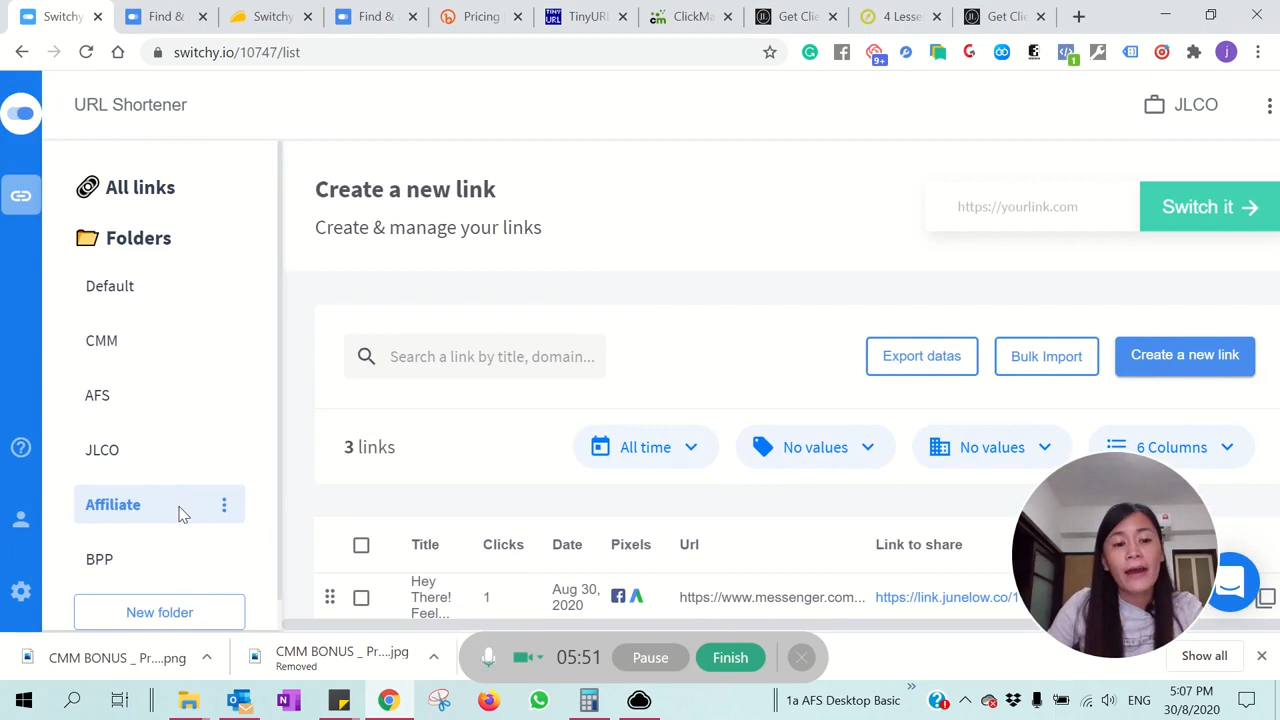 Switchy
Find &
Switchy
Find &
Pricing
TinyURL
ClickMa
Get Clie
4 Lesse
Get Clie
switchy.io/10747/list
9+
1
j
URL Shortener
JLCO
All links
Folders
Default
CMM
AFS
JLCO
Affiliate
BPP
New folder
Create a new link
Create & manage your links
https://yourlink.com
Switch it
Search a link by title, domain...
Export datas
Bulk Import
Create a new link
3 links
All time
No values
No values
6 Columns
Title
Clicks
Date
Pixels
Url
Link to share
Hey
There!
Feel...
1
Aug 30,
2020
https://www.messenger.com...
https://link.junelow.co/1
CMM BONUS _ Pr....png
CMM BONUS _ Pr....jpg
Removed
05:51
Pause
Finish
Show all
1a AFS Desktop Basic
ENG
5:07 PM
30/8/2020